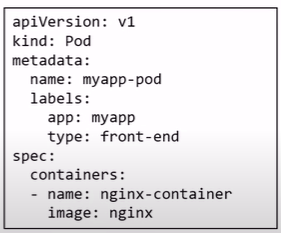 apiVersion: v1
kind: Pod
metadata:
  name: myapp-pod
  labels:
    app: myapp
    type: front-end
spec:
  containers:
  - name: nginx-container
    image: nginx